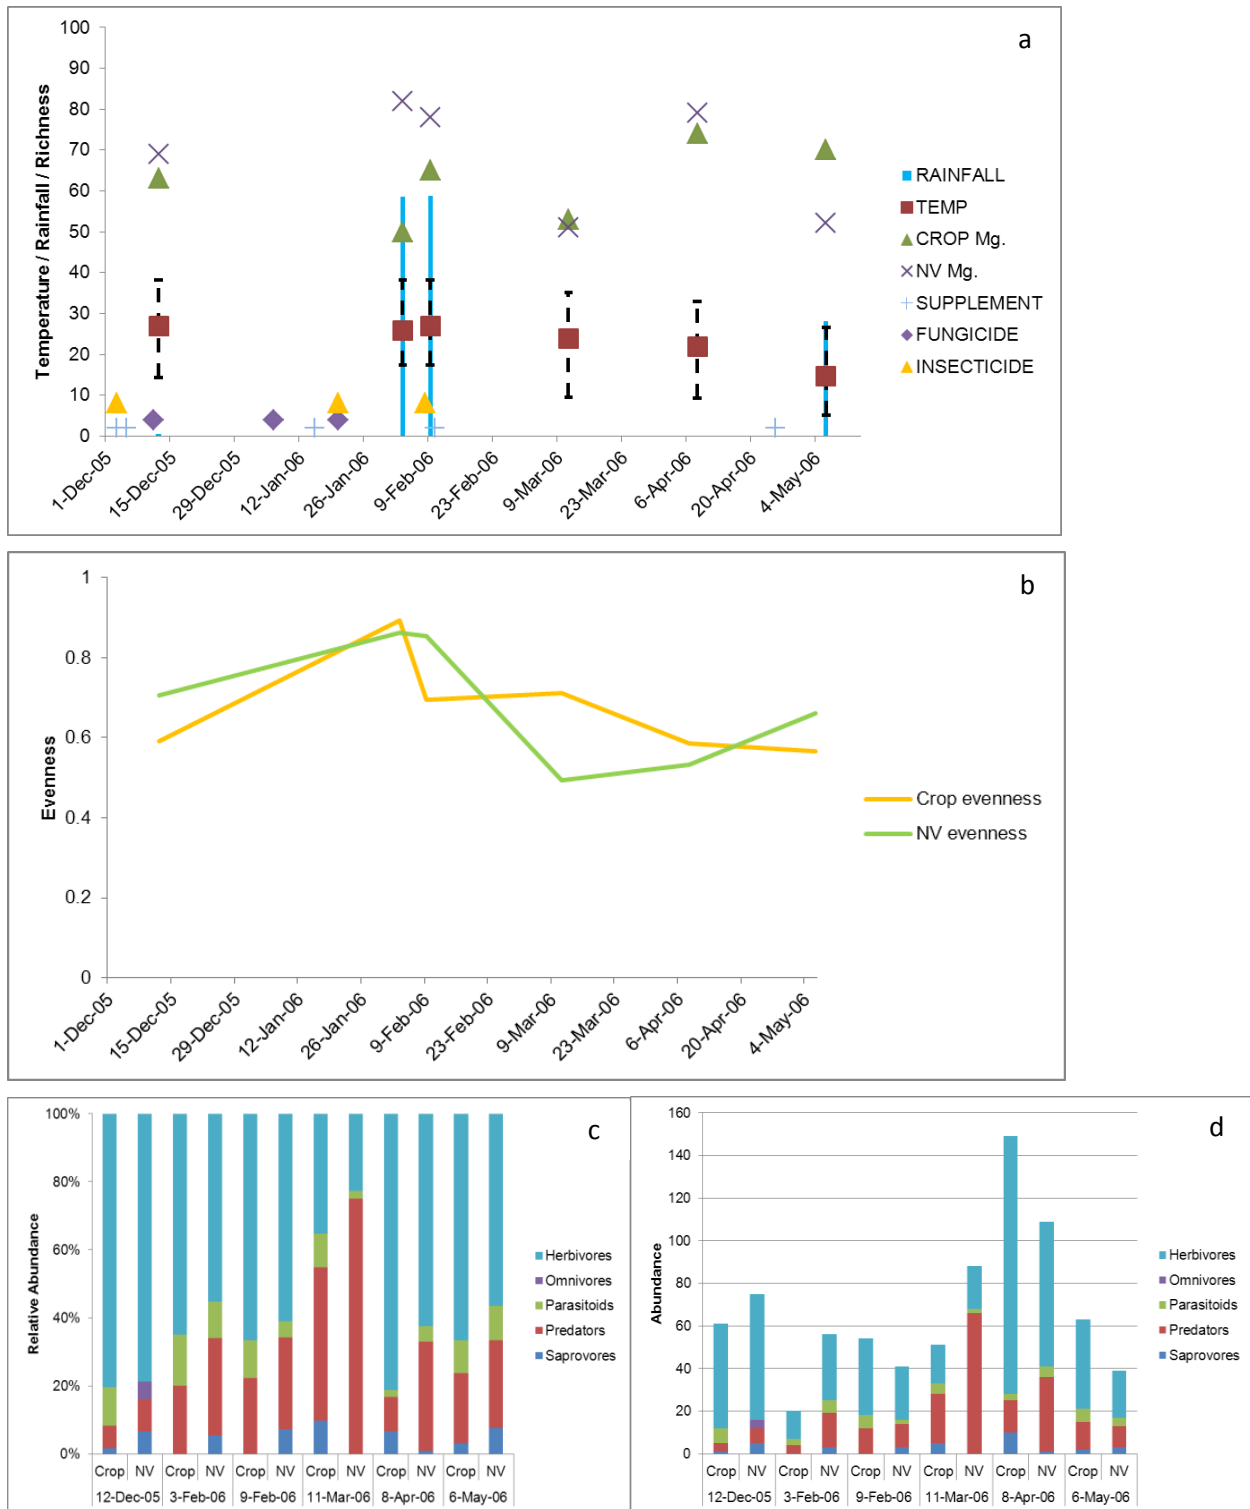 a
100
90
80
70
60
50
40
30
20
10
0
Temperature / Rainfall / Richness
1-Dec-05
15-Dec-05
29-Dec-05
12-Jan-06
26-Jan-06
9-Feb-06
23-Feb-06
9-Mar-06
23-Mar-06
6-Apr-06
20-Apr-06
4-May-06
RAINFALL
TEMP
CROP Mg.
NV Mg.
SUPPLEMENT
FUNGICIDE
INSECTICIDE
b
1
0.8
0.6
0.4
0.2
0
Evenness
1-Dec-05
15-Dec-05
29-Dec-05
12-Jan-06
26-Jan-06
9-Feb-06
23-Feb-06
9-Mar-06
23-Mar-06
6-Apr-06
20-Apr-06
4-May-06
Crop evenness
NV evenness
c
100%
80%
60%
40%
20%
0%
Relative Abundance
Crop NV Crop NV Crop NV Crop NV Crop NV Crop NV
12-Dec-05 3-Feb-06 9-Feb-06 11-Mar-06 8-Apr-06 6-May-06
Herbivores
Omnivores
Parasitoids
Predators
Saprovores
d
160
140
120
100
80
60
40
20
0
Abundance
Crop NV Crop NV Crop NV Crop NV Crop NV Crop NV
12-Dec-05 3-Feb-06 9-Feb-06 11-Mar-06 8-Apr-06 6-May-06
Herbivores
Omnivores
Parasitoids
Predators
Saprovores